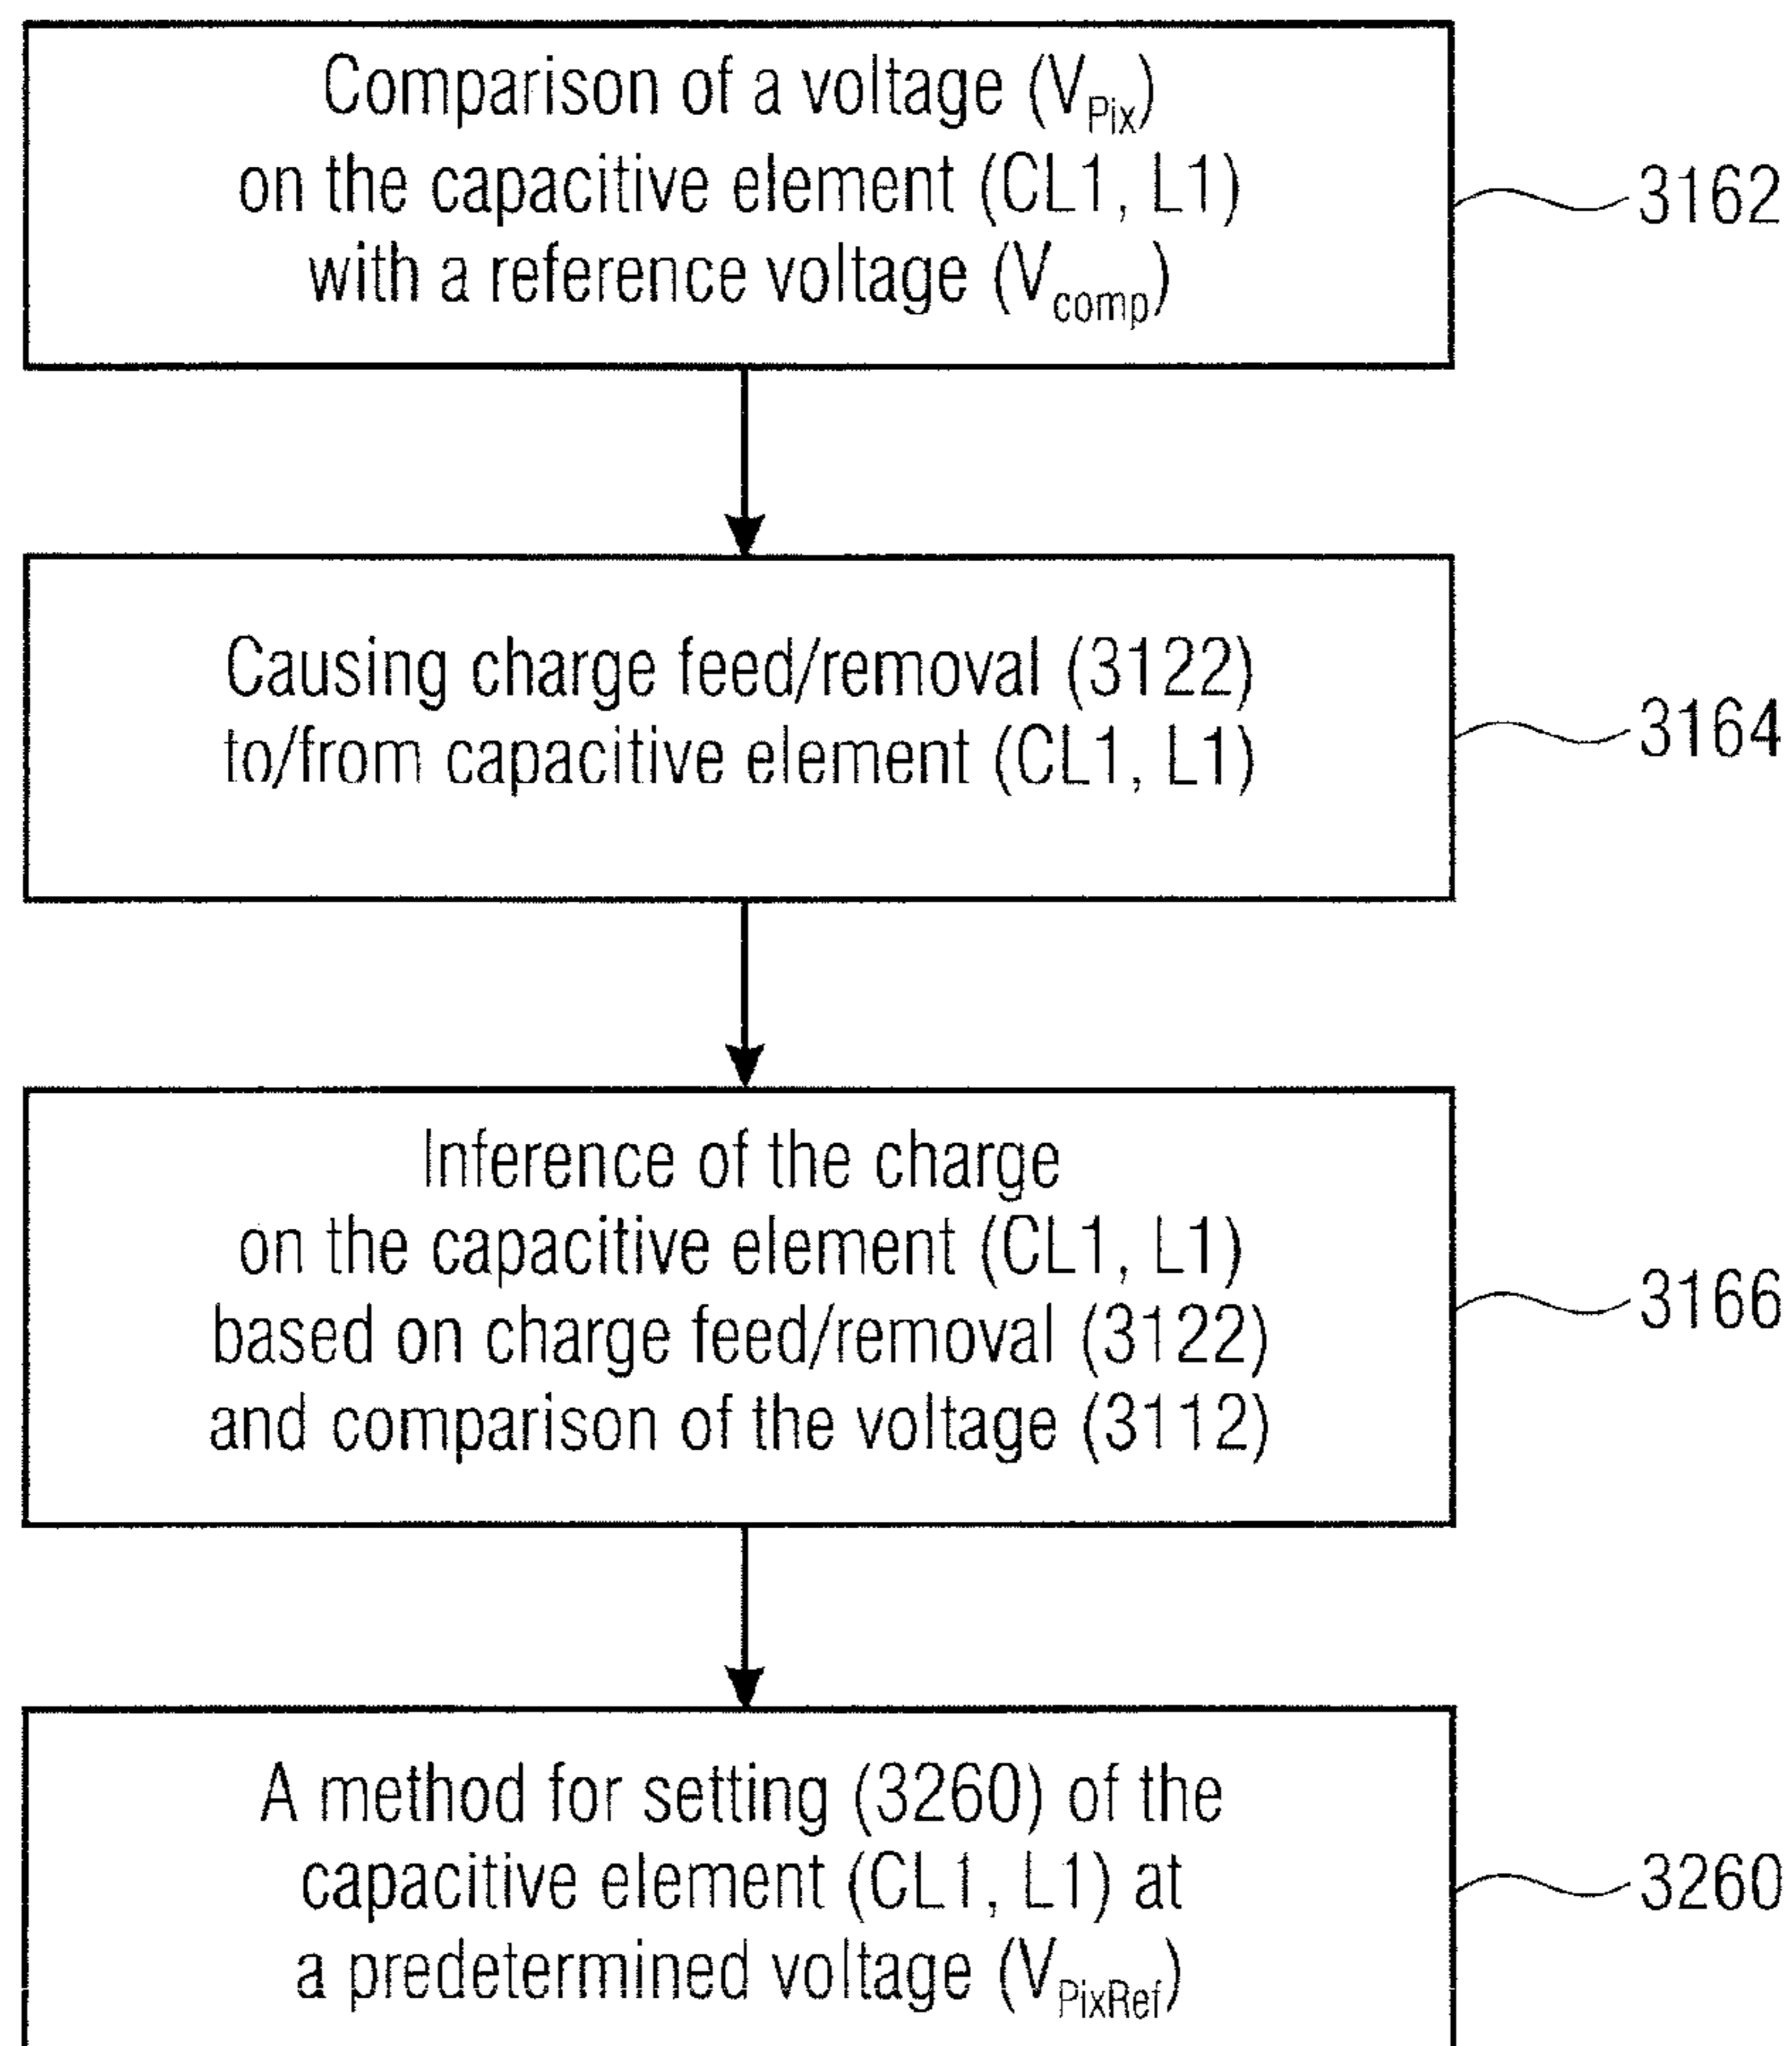 Comparison of a voltage (V_Pix)
on the capacitive element (CL1, L1)
with a reference voltage (V_comp)
3162
Causing charge feed/removal (3122)
to/from capacitive element (CL1, L1)
3164
Inference of the charge
on the capacitive element (CL1, L1)
based on charge feed/removal (3122)
and comparison of the voltage (3112)
3166
A method for setting (3260) of the
capacitive element (CL1, L1) at
a predetermined voltage (V_PixRef)
3260